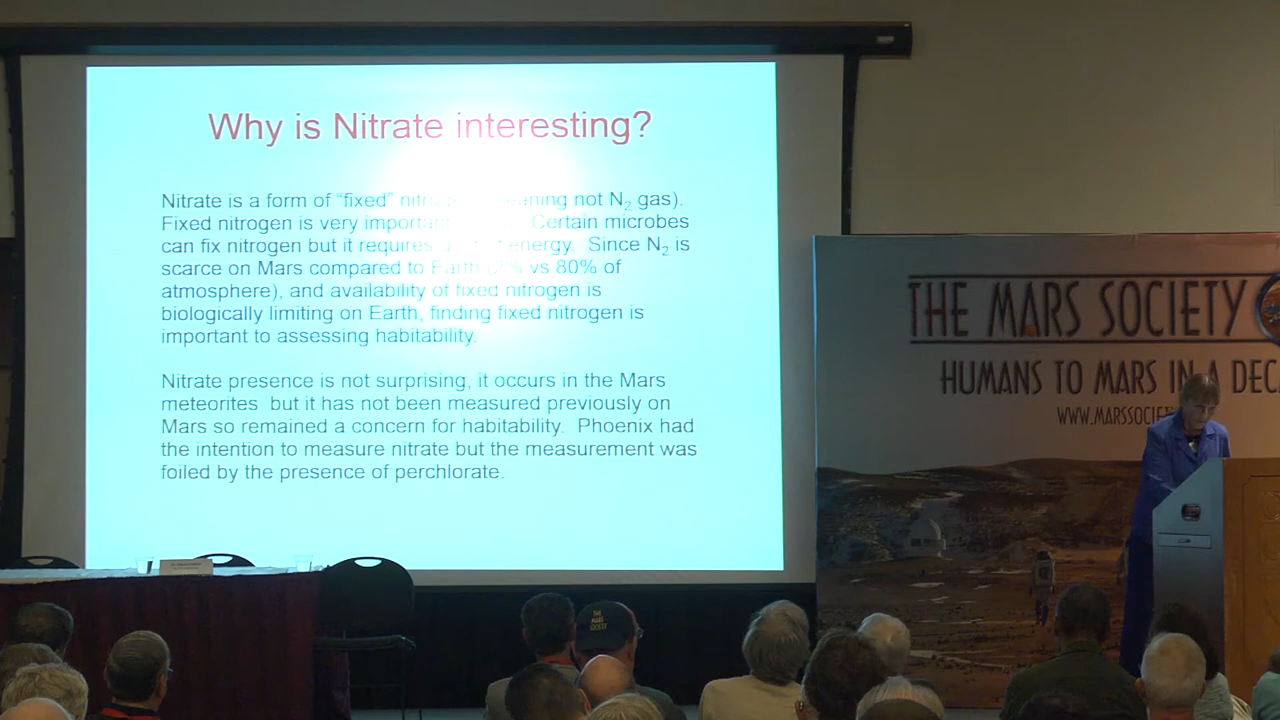 Why is Nitrate interesting?
Nitrate is a form of “fixed” not N2 gas).
Fixed nitrogen is very important Certain microbes
can fix nitrogen but it requires energy. Since N2 is
scarce on Mars compared to Earth vs 80% of
atmosphere), and availability of fixed nitrogen is
biologically limiting on Earth, finding fixed nitrogen is
important to assessing habitability.
Nitrate presence is not surprising, it occurs in the Mars
meteorites but it has not been measured previously on
Mars so remained a concern for habitability. Phoenix had
the intention to measure nitrate but the measurement was
foiled by the presence of perchlorate.
THE MARS SOCIETY
HUMANS TO MARS IN A
THE
MARS
SOCIETY